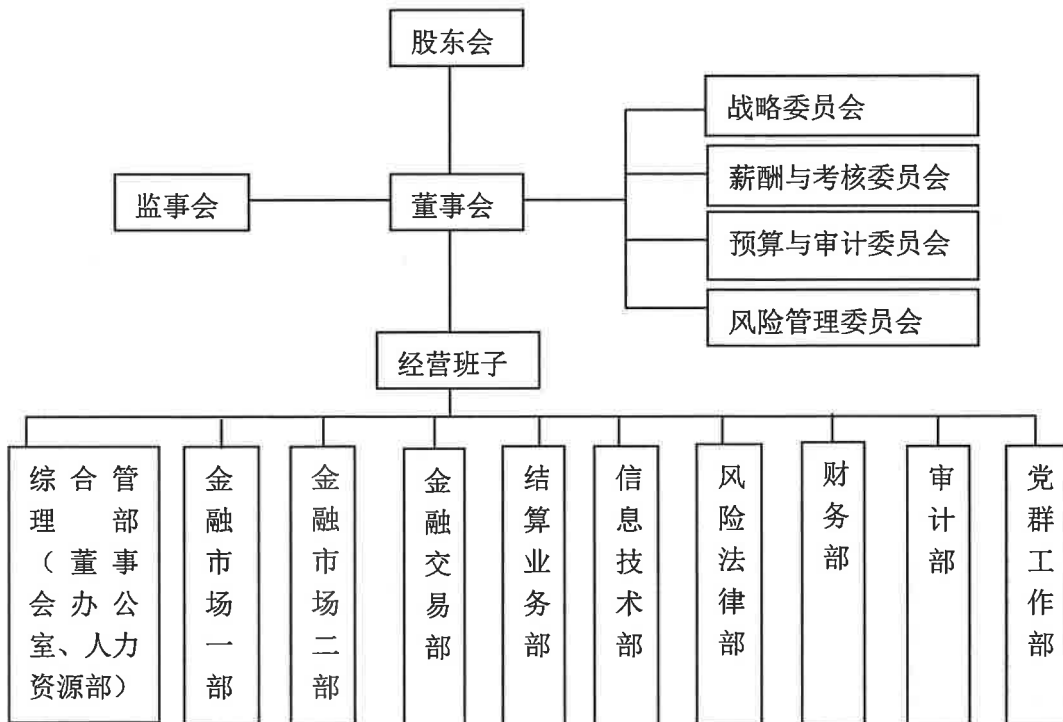 股东会
战略委员会
薪酬与考核委员会
监事会
董事会
预算与审计委员会
风险管理委员会
经营班子
综合管
理部
（董事
会办公
室、人力
资源部）
金融市场一部
金融市场二部
金融交易部
结算业务部
信息技术部
风险法律部
财务部
审计部
党群工作部